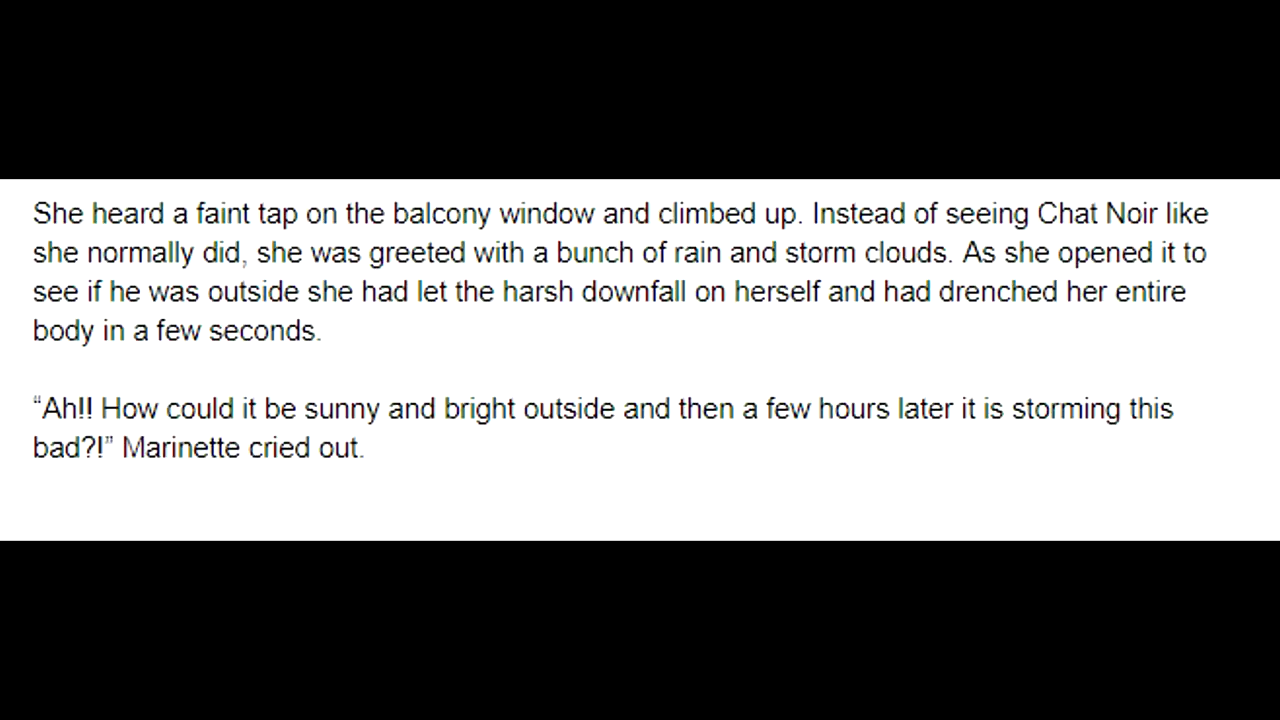 She heard a faint tap on the balcony window and climbed up. Instead of seeing Chat Noir like
she normally did, she was greeted with a bunch of rain and storm clouds. As she opened it to
see if he was outside she had let the harsh downfall on herself and had drenched her entire
body in a few seconds.
“Ah!! How could it be sunny and bright outside and then a few hours later it is storming this
bad?!” Marinette cried out.